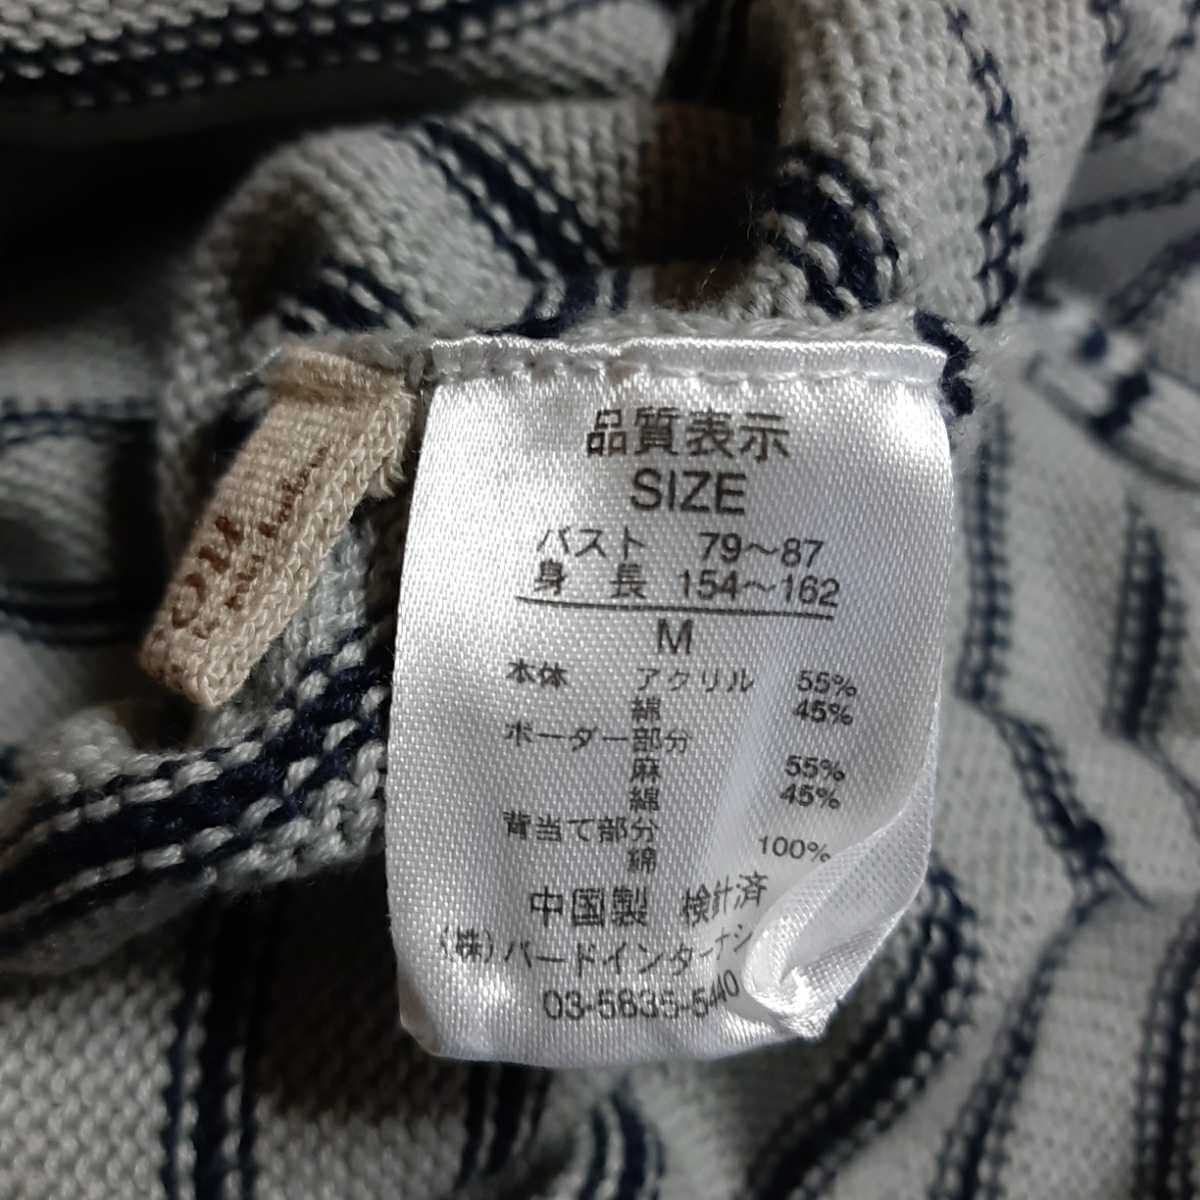 品質表示
SIZE
バスト 79～87
身 長 154～162
M
本体 アクリル 55%
綿 45%
ボーダー部分
麻 55%
綿 45%
背当て部分
綿 100%
中国製 検針済
(株)バードインターナシ
03-5835-5440